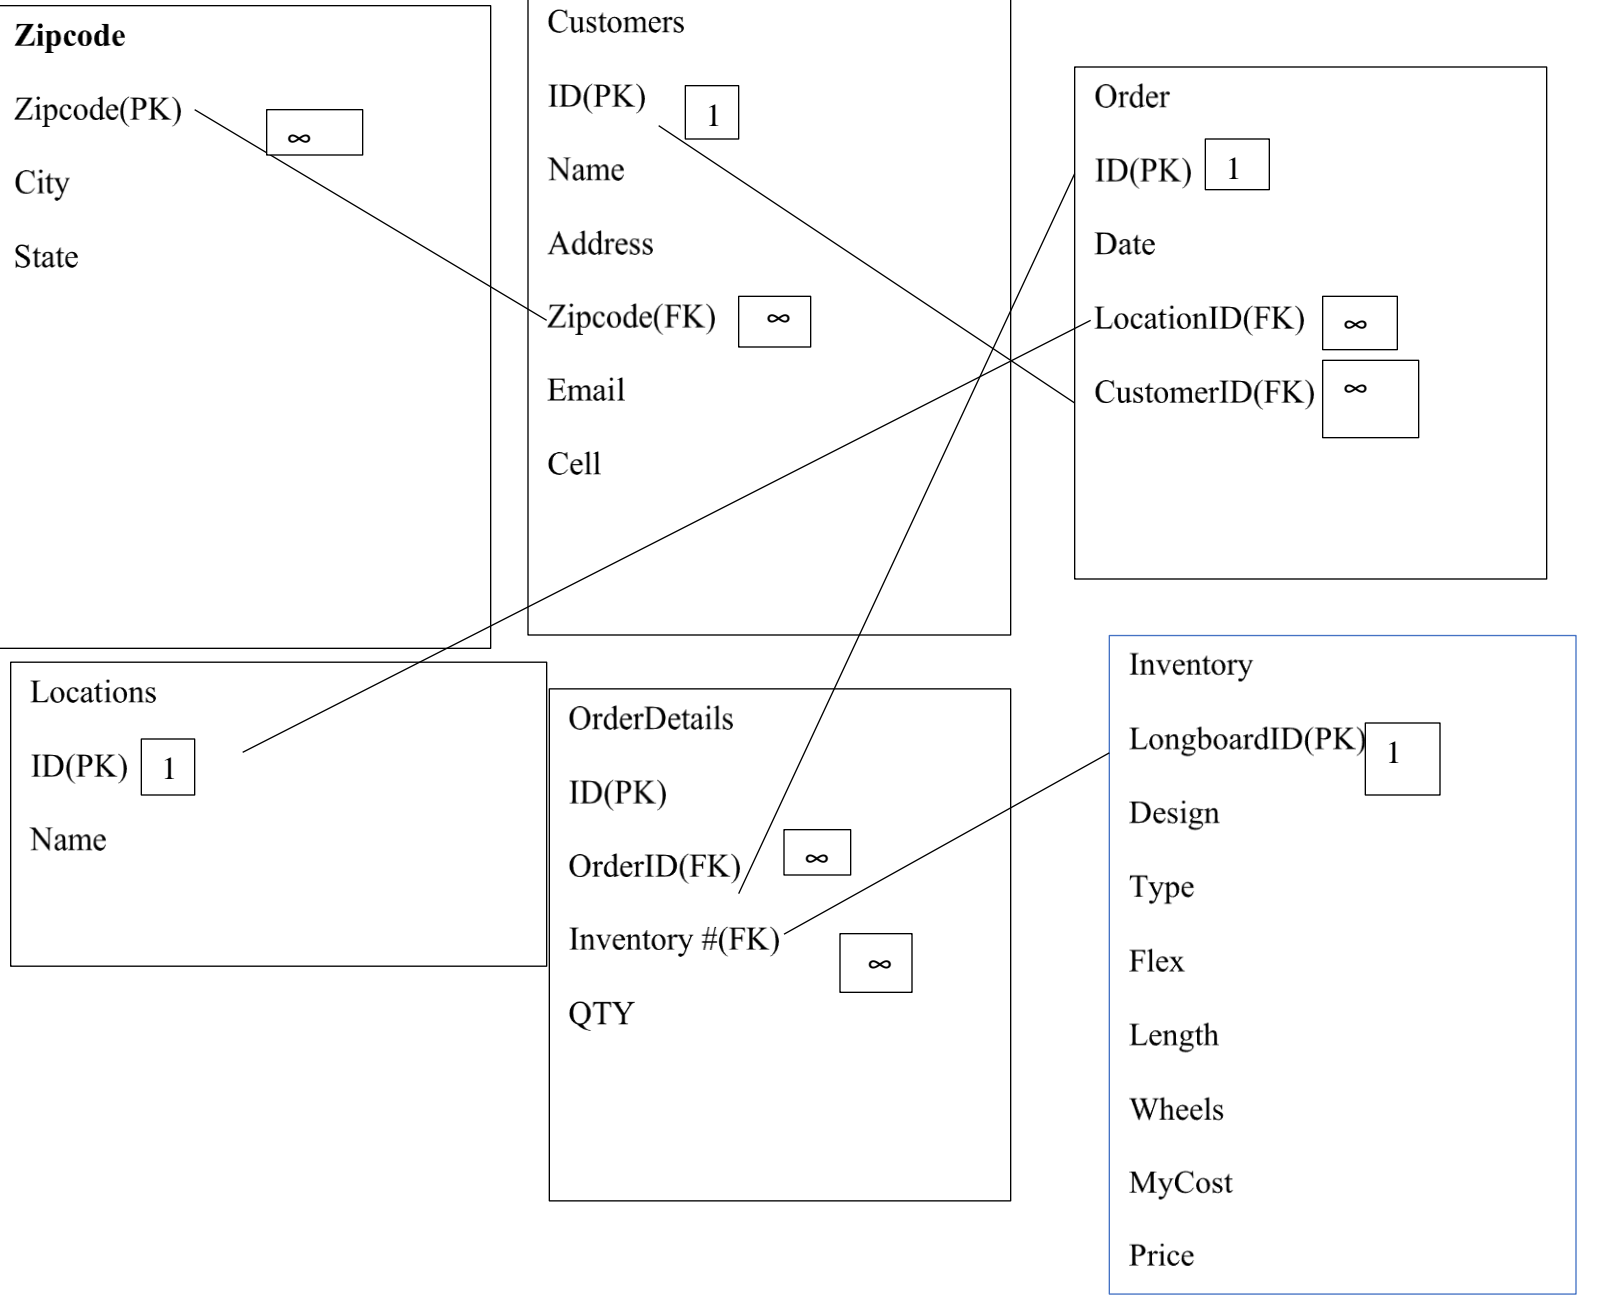 Zipcode
Zipcode(PK) ∞
City
State
Customers
ID(PK) 1
Name
Address
Zipcode(FK) ∞
Email
Cell
Order
ID(PK) 1
Date
LocationID(FK) ∞
CustomerID(FK) ∞
Locations
ID(PK) 1
Name
OrderDetails
ID(PK)
OrderID(FK) ∞
Inventory #(FK) ∞
QTY
Inventory
LongboardID(PK) 1
Design
Type
Flex
Length
Wheels
MyCost
Price